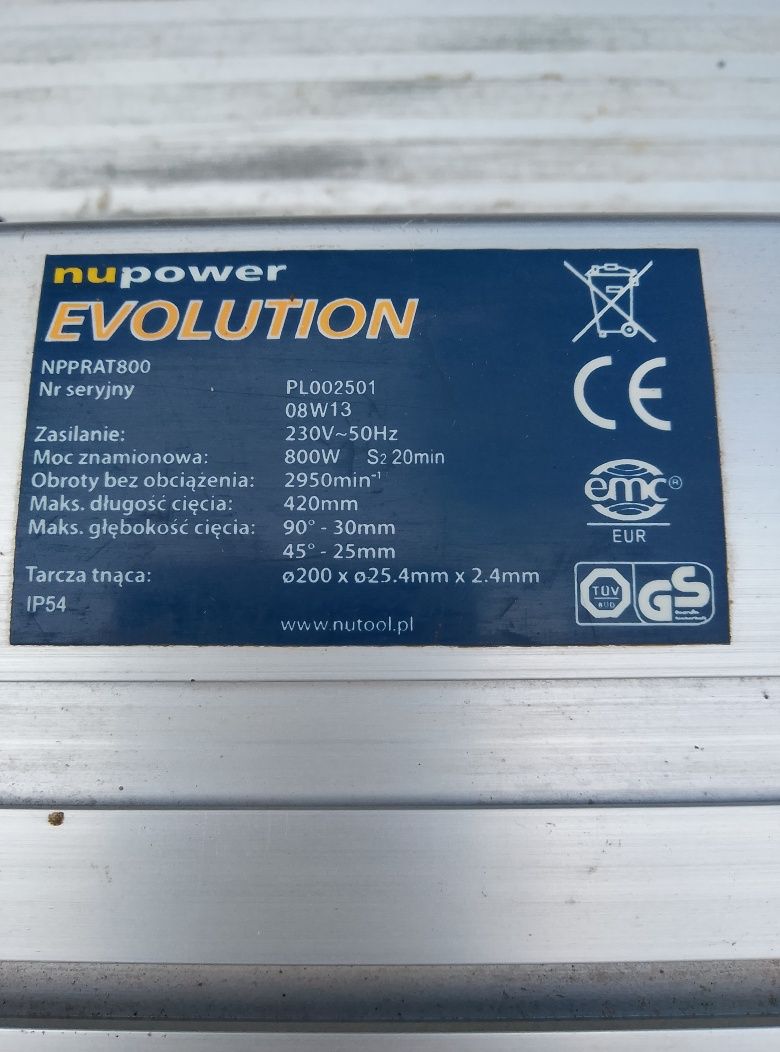 nupower
EVOLUTION
NPPRAT800
Nr seryjny PL002501
08W13
Zasilanie: 230V~50Hz
Moc znamionowa: 800W S2 20min
Obroty bez obciążenia: 2950min⁻¹
Maks. długość cięcia: 420mm
Maks. głębokość cięcia: 90° - 30mm
45° - 25mm
Tarcza tnąca: ø200 x ø25.4mm x 2.4mm
IP54
www.nutool.pl
CE
emc®
EUR
TÜV
GS